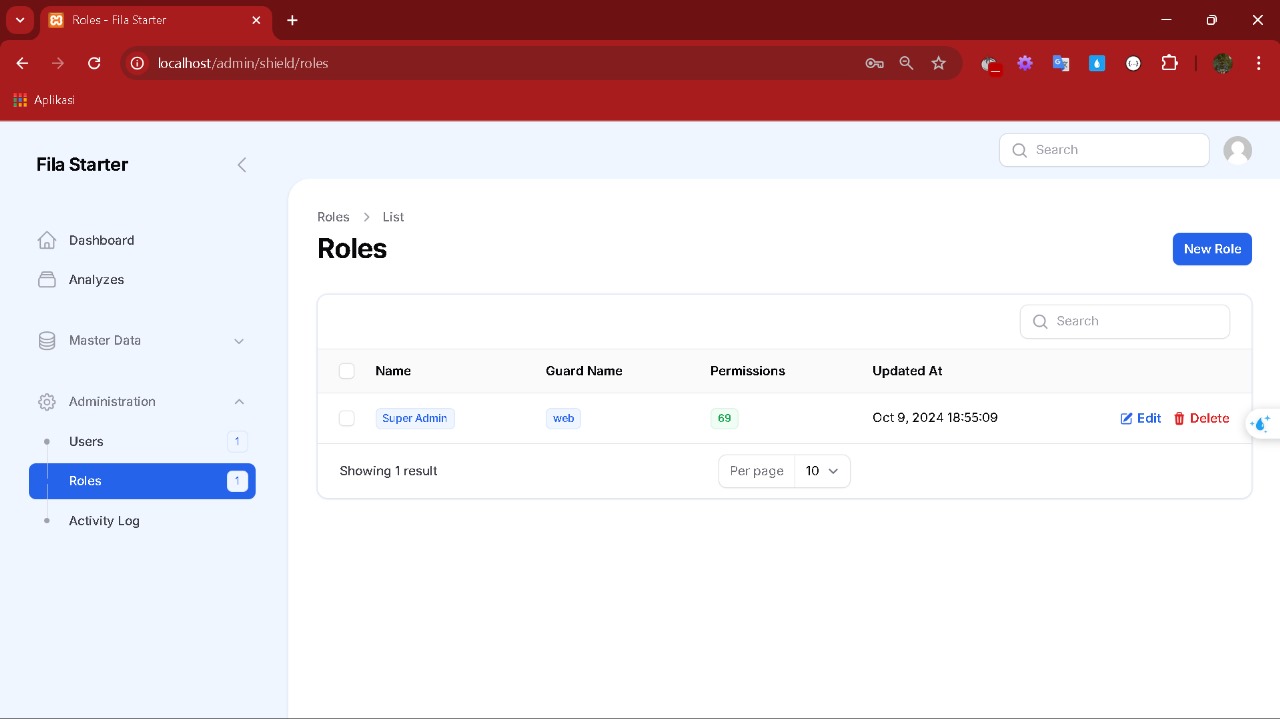 Roles - Fila Starter
localhost/admin/shield/roles
Aplikasi
Fila Starter
Search
Dashboard
Analyzes
Master Data
Administration
Users 1
Roles 1
Activity Log
Roles > List
Roles
New Role
Search
Name Guard Name Permissions Updated At
Super Admin web 69 Oct 9, 2024 18:55:09 Edit Delete
Showing 1 result Per page 10